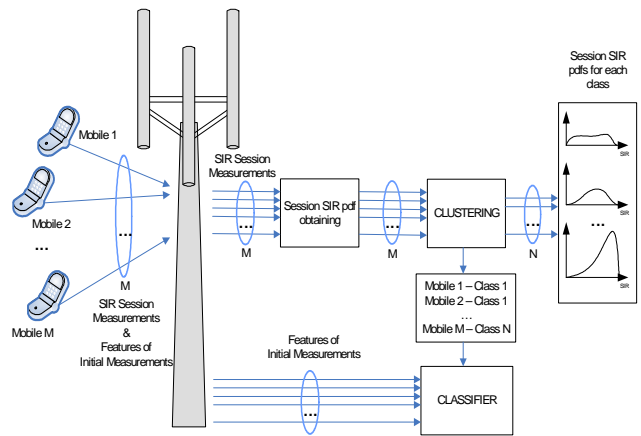 Mobile 1
Mobile 2
...
Mobile M
...
M
SIR Session
Measurements
&
Features of
Initial Measurements
SIR Session
Measurements
...
M
Session SIR pdf
obtaining
...
M
CLUSTERING
...
N
Session SIR
pdfs for each
class
SIR
SIR
...
SIR
Mobile 1 – Class 1
Mobile 2 – Class 1
...
Mobile M – Class N
Features of
Initial Measurements
...
CLASSIFIER